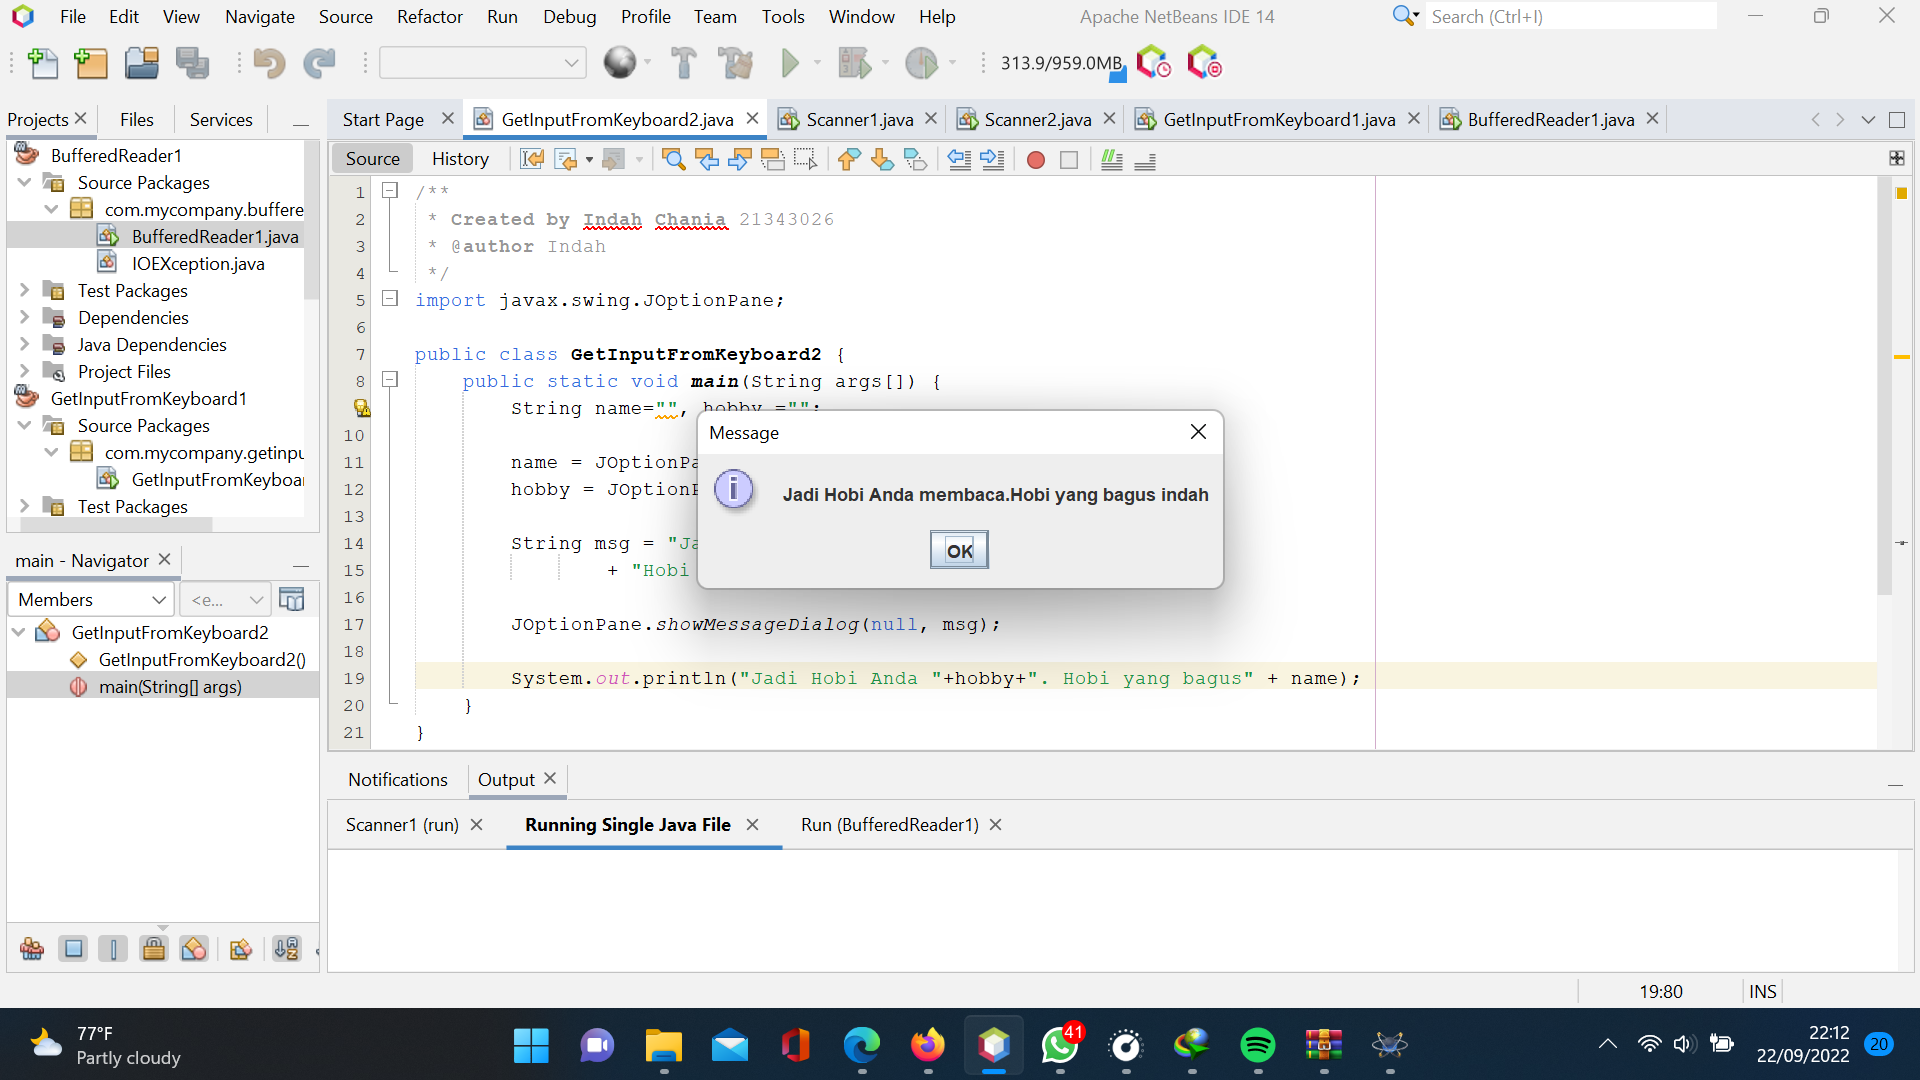 File Edit View Navigate Source Refactor Run Debug Profile Team Tools Window Help Apache NetBeans IDE 14 Search (Ctrl+I)
313.9/959.0MB
Projects Files Services
Start Page GetInputFromKeyboard2.java Scanner1.java Scanner2.java GetInputFromKeyboard1.java BufferedReader1.java
Source History
BufferedReader1
Source Packages
com.mycompany.buffere
BufferedReader1.java
IOEXception.java
Test Packages
Dependencies
Java Dependencies
Project Files
GetInputFromKeyboard1
Source Packages
com.mycompany.getinpu
GetInputFromKeyboa
Test Packages
1 /**
2 * Created by Indah Chania 21343026
3 * @author Indah
4 */
5 import javax.swing.JOptionPane;
6
7 public class GetInputFromKeyboard2 {
8 public static void main(String args[]) {
String name="", hobby ="";
10
11 name = JOptionPa
12 hobby = JOptionP
13
14 String msg = "Ja
15 + "Hobi
16
17 JOptionPane.showMessageDialog(null, msg);
18
19 System.out.println("Jadi Hobi Anda "+hobby+". Hobi yang bagus" + name);
20 }
21 }
Message
Jadi Hobi Anda membaca.Hobi yang bagus indah
OK
main - Navigator
Members <e...
GetInputFromKeyboard2
GetInputFromKeyboard2()
main(String[] args)
Notifications Output
Scanner1 (run) Running Single Java File Run (BufferedReader1)
19:80 INS
77°F
Partly cloudy
41
22:12
22/09/2022
20